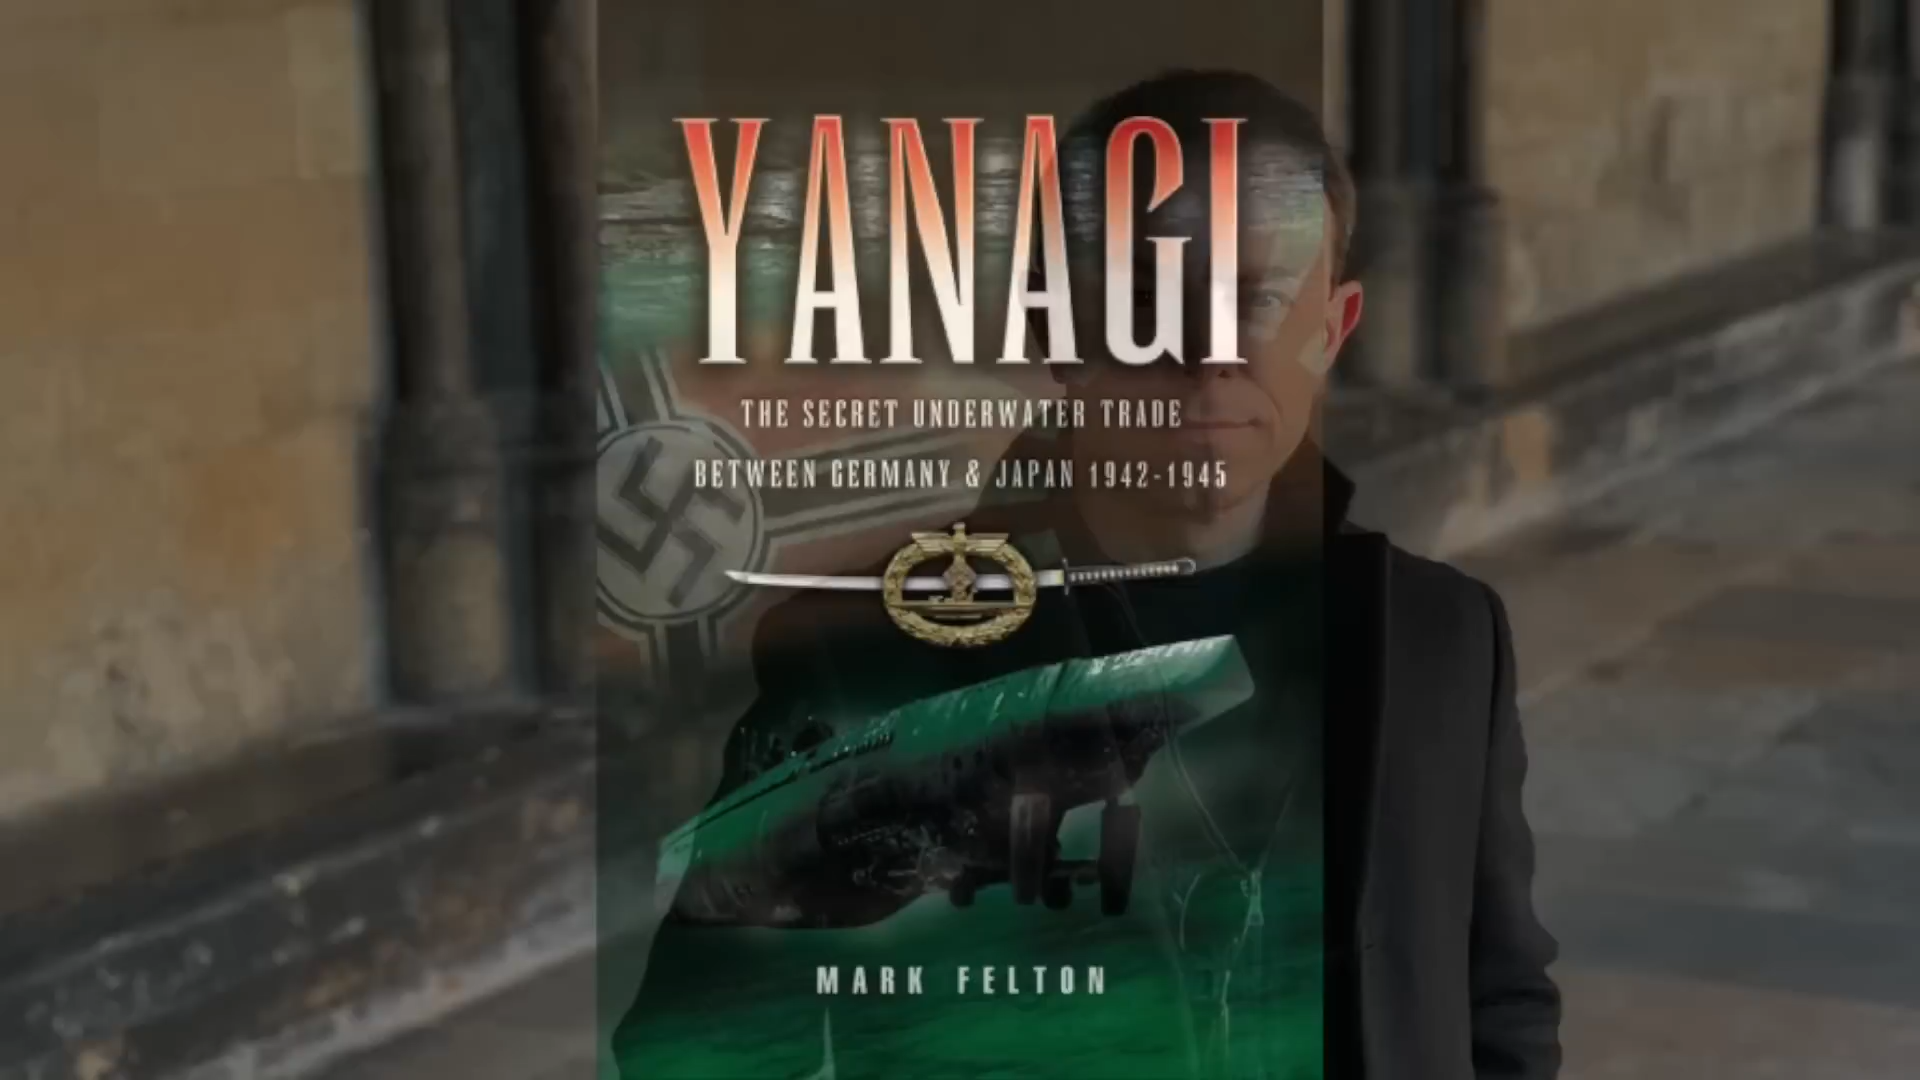 YANAGI
THE SECRET UNDERWATER TRADE
BETWEEN GERMANY & JAPAN 1942-1945
MARK FELTON